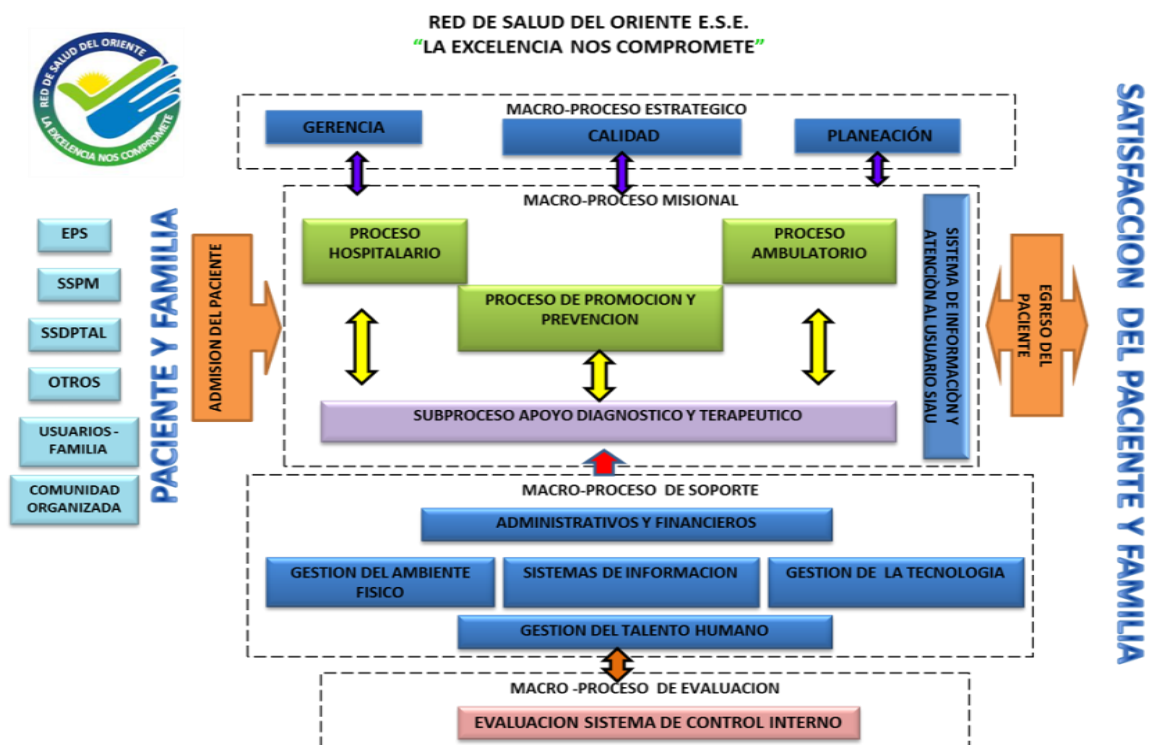 RED DE SALUD DEL ORIENTE E.S.E.
“LA EXCELENCIA NOS COMPROMETE”
RED DE SALUD DEL ORIENTE
LA EXCELENCIA NOS COMPROMETE
MACRO-PROCESO ESTRATEGICO
GERENCIA
CALIDAD
PLANEACIÓN
EPS
SSPM
SSDPTAL
OTROS
USUARIOS -
FAMILIA
COMUNIDAD
ORGANIZADA
PACIENTE Y FAMILIA
ADMISION DEL PACIENTE
MACRO-PROCESO MISIONAL
PROCESO
HOSPITALARIO
PROCESO
AMBULATORIO
PROCESO DE PROMOCION Y
PREVENCION
SUBPROCESO APOYO DIAGNOSTICO Y TERAPEUTICO
SISTEMA DE INFORMACIÒN Y
ATENCIÒN AL USUARIO SIAU
EGRESO DEL
PACIENTE
SATISFACCION DEL PACIENTE Y FAMILIA
MACRO-PROCESO DE SOPORTE
ADMINISTRATIVOS Y FINANCIEROS
GESTION DEL AMBIENTE
FISICO
SISTEMAS DE INFORMACION
GESTION DE LA TECNOLOGIA
GESTION DEL TALENTO HUMANO
MACRO -PROCESO DE EVALUACION
EVALUACION SISTEMA DE CONTROL INTERNO